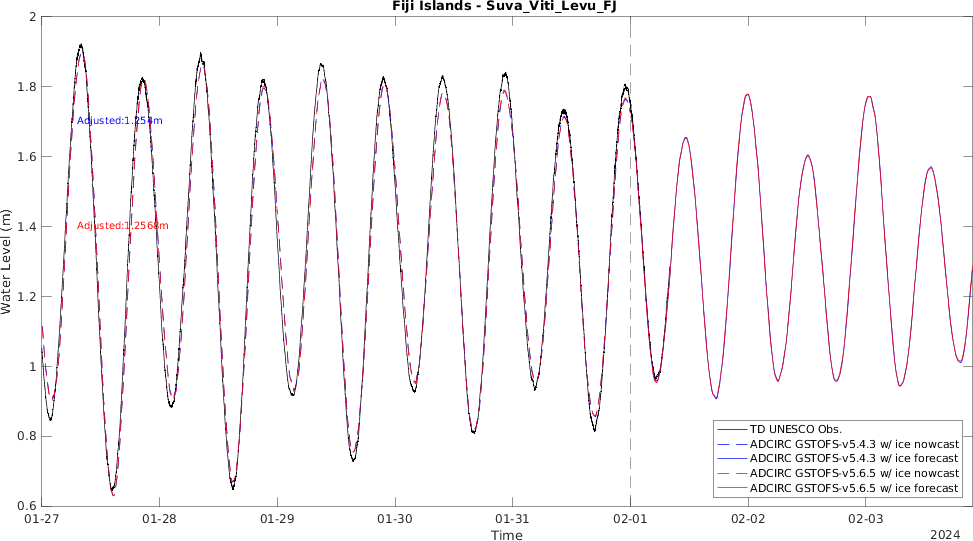 Fiji Islands - Suva_Viti_Levu_FJ
2
1.8
1.6
1.4
1.2
1
0.8
0.6
Water Level (m)
Adjusted:1.254m
Adjusted:1.2568m
TD UNESCO Obs.
ADCIRC GSTOFS-v5.4.3 w/ ice nowcast
ADCIRC GSTOFS-v5.4.3 w/ ice forecast
ADCIRC GSTOFS-v5.6.5 w/ ice nowcast
ADCIRC GSTOFS-v5.6.5 w/ ice forecast
01-27 01-28 01-29 01-30 01-31 02-01 02-02 02-03
Time
2024